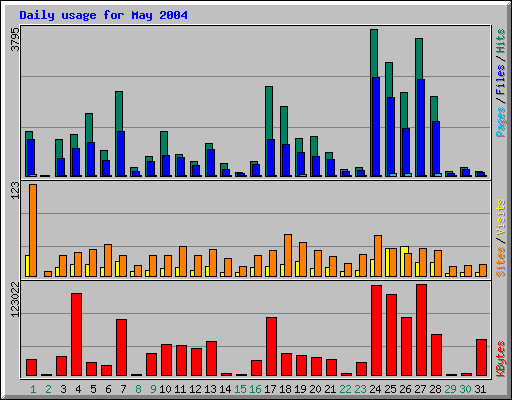 Daily usage for May 2004
3795
Pages / Files / Hits
123
Sites / Visits
123022
KBytes
1 2 3 4 5 6 7 8 9 10 11 12 13 14 15 16 17 18 19 20 21 22 23 24 25 26 27 28 29 30 31